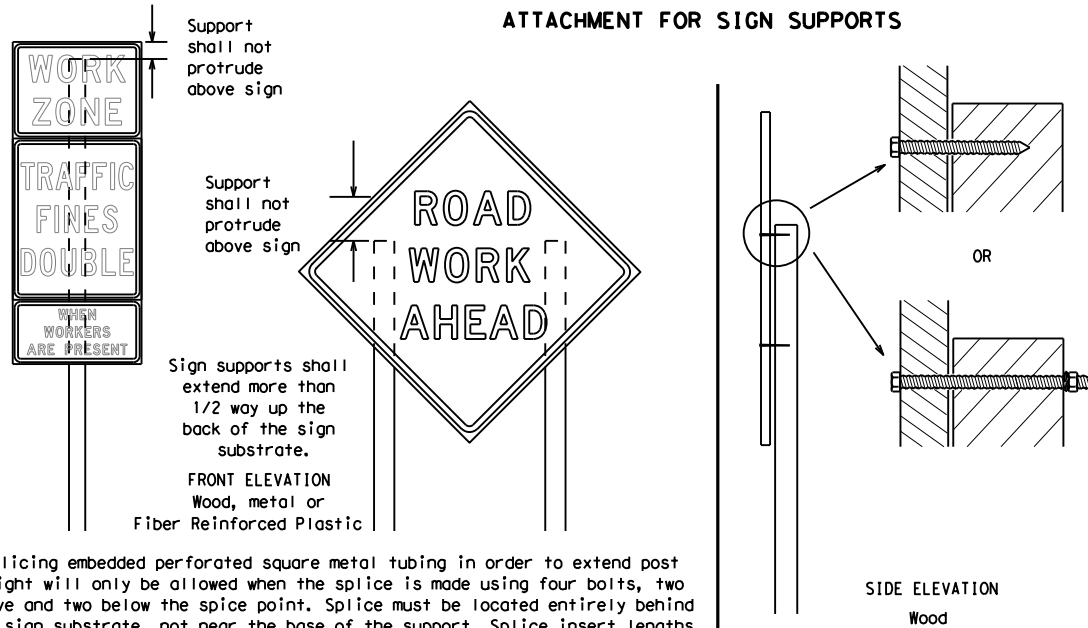 ATTACHMENT FOR SIGN SUPPORTS
Support
shall not
protrude
above sign
WORK
ZONE
TRAFFIC
FINES
DOUBLE
WHEN
WORKERS
ARE PRESENT
Support
shall not
protrude
above sign
ROAD
WORK
AHEAD
Sign supports shall
extend more than
1/2 way up the
back of the sign
substrate.
FRONT ELEVATION
Wood, metal or
Fiber Reinforced Plastic
OR
SIDE ELEVATION
Wood
licing embedded perforated square metal tubing in order to extend post
ight will only be allowed when the splice is made using four bolts, two
ve and two below the spice point. Splice must be located entirely behind
sign substrate, not near the base of the support. Splice insert lengths